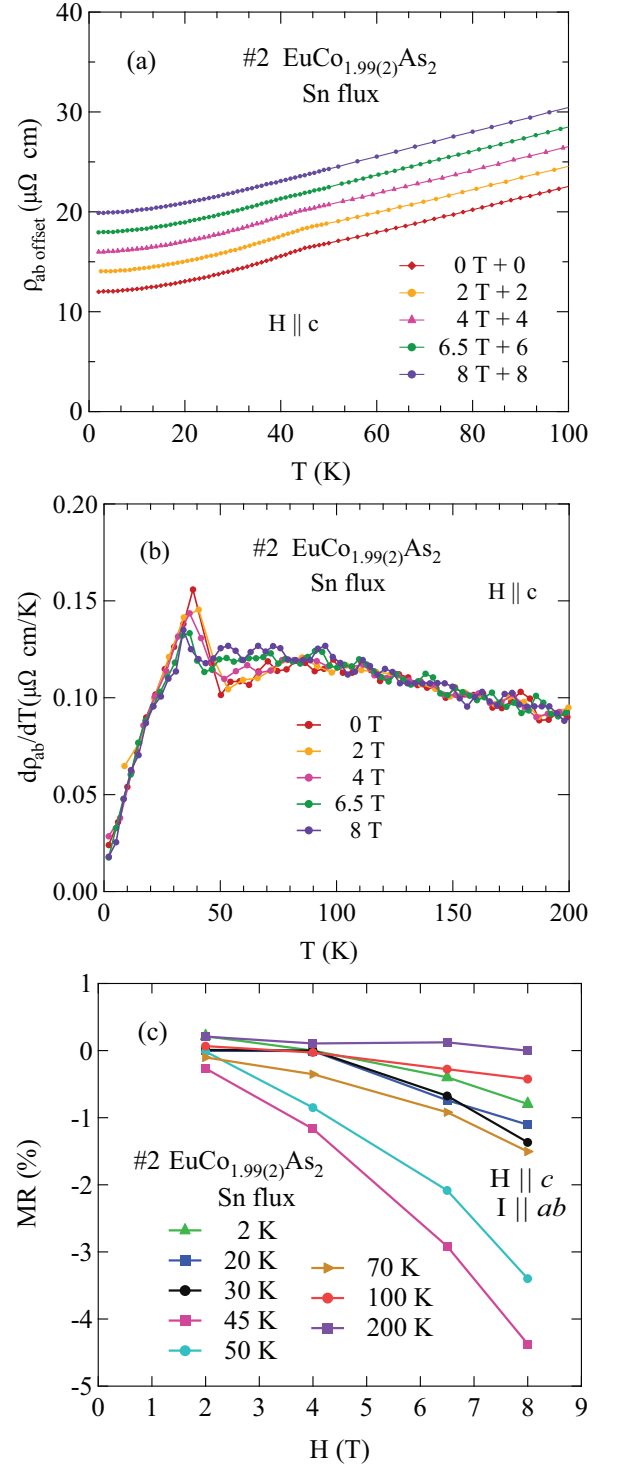 40
30
20
10
0
ρab offset (μΩ cm)
(a)
#2 EuCo1.99(2)As2
Sn flux
H || c
0 T + 0
2 T + 2
4 T + 4
6.5 T + 6
8 T + 8
0 20 40 60 80 100
T (K)
0.20
0.15
0.10
0.05
0.00
dρab/dT(μΩ cm/K)
(b)
#2 EuCo1.99(2)As2
Sn flux
H || c
0 T
2 T
4 T
6.5 T
8 T
0 50 100 150 200
T (K)
1
0
-1
-2
-3
-4
-5
MR (%)
(c)
#2 EuCo1.99(2)As2
Sn flux
H || c
I || ab
2 K
20 K
30 K
45 K
50 K
70 K
100 K
200 K
0 1 2 3 4 5 6 7 8 9
H (T)